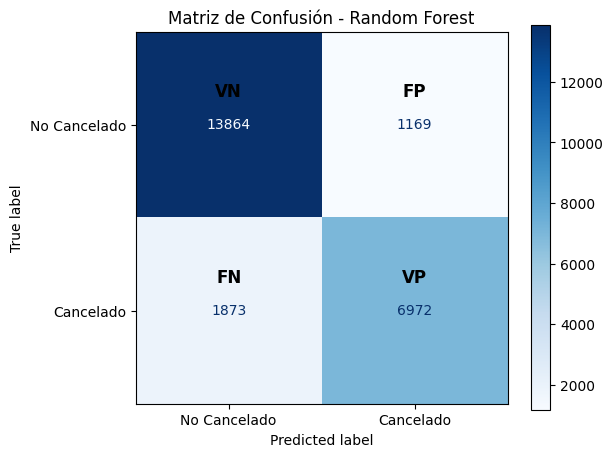 Matriz de Confusión - Random Forest
VN
FP
No Cancelado
13864
1169
FN
VP
Cancelado
1873
6972
True label
No Cancelado
Cancelado
Predicted label
12000
10000
8000
6000
4000
2000